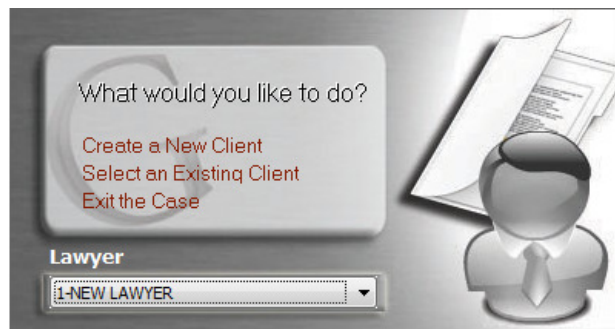 What would you like to do?
Create a New Client
Select an Existing Client
Exit the Case
Lawyer
1-NEW LAWYER